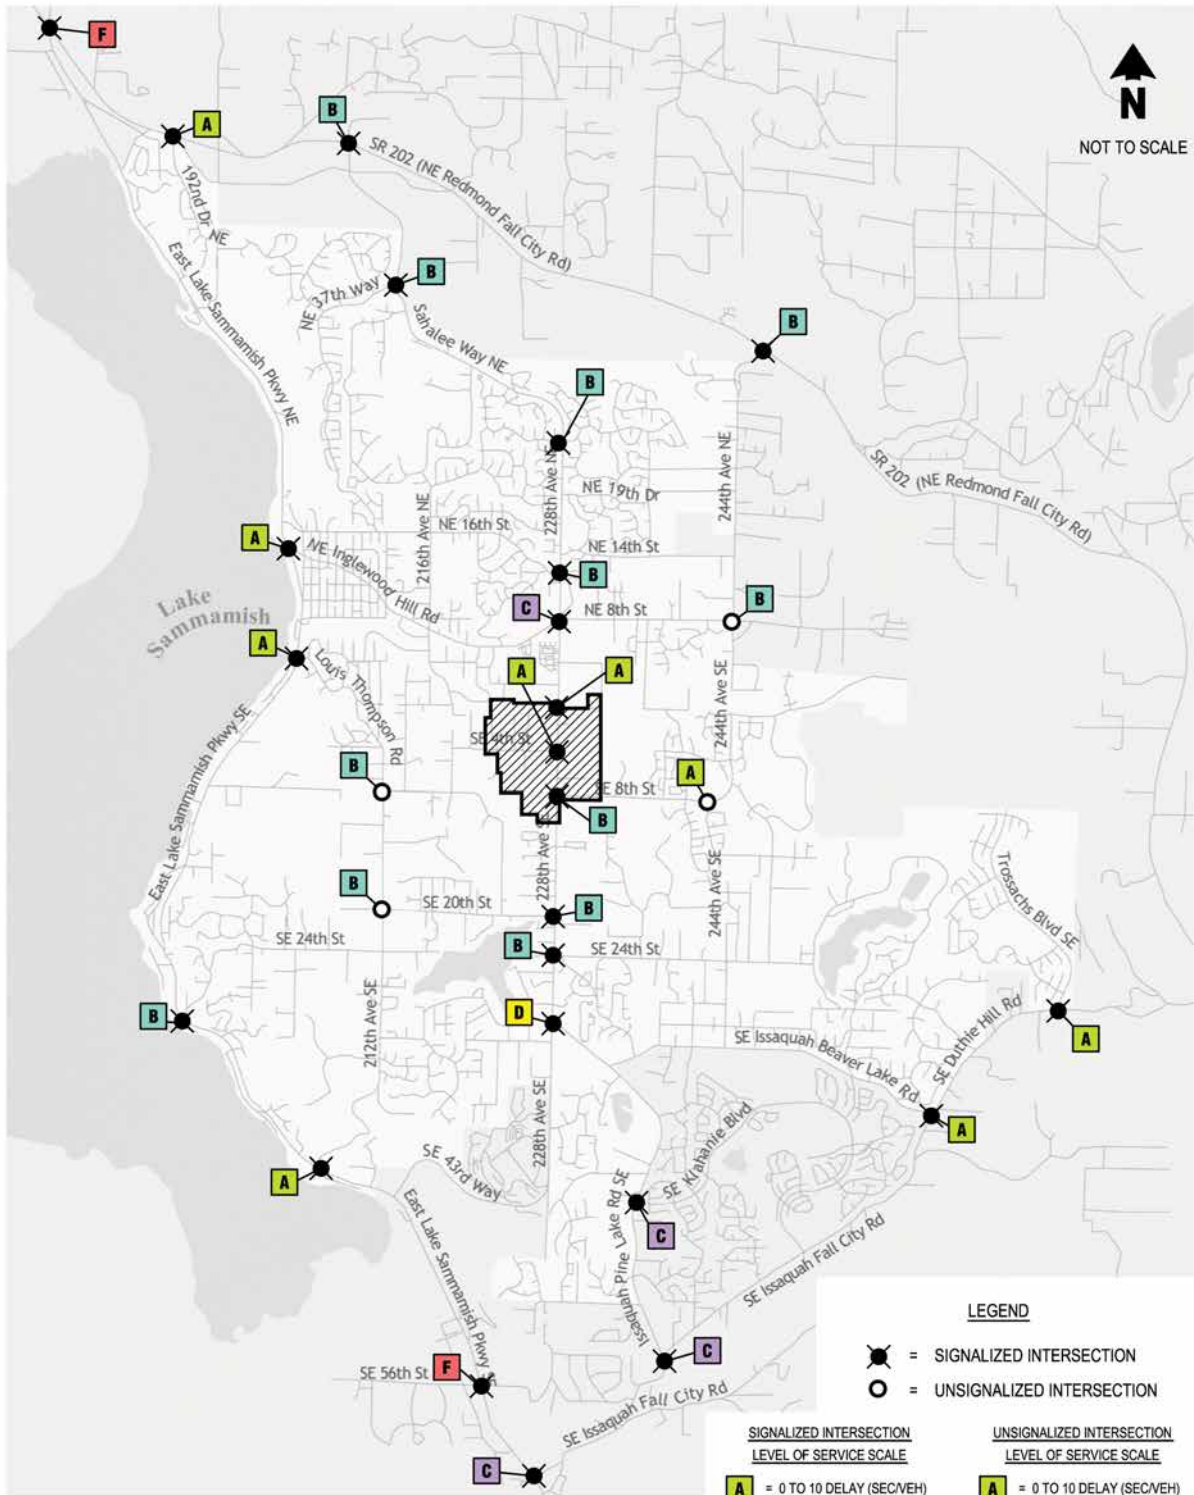 F
A
B
N
NOT TO SCALE
SR 202 (NE Redmond Fall City Rd)
192nd Dr NE
East Lake Sammamish Pkwy NE
NE 37th Way
B
Sahalee Way NE
B
B
228th Ave NE
NE 19th Dr
244th Ave NE
SR 202 (NE Redmond Fall City Rd)
216th Ave NE
NE 16th St
NE 14th St
A
NE Inglewood Hill Rd
B
Lake
Sammamish
C
NE 8th St
B
A
Louis Thompson Rd
A
A
244th Ave SE
SE 4th St
East Lake Sammamish Pkwy SE
B
A
SE 8th St
B
228th Ave SE
B
SE 20th St
B
244th Ave SE
Trossachs Blvd SE
SE 24th St
B
SE 24th St
B
212th Ave SE
D
SE Issaquah Beaver Lake Rd
SE Duthie Hill Rd
A
A
228th Ave SE
SE Klahanie Blvd
SE 43rd Way
A
East Lake Sammamish Pkwy SE
Issaquah Pine Lake Rd SE
C
SE Issaquah Fall City Rd
C
SE 56th St
F
SE Issaquah Fall City Rd
C
LEGEND
= SIGNALIZED INTERSECTION
= UNSIGNALIZED INTERSECTION
SIGNALIZED INTERSECTION
LEVEL OF SERVICE SCALE
A = 0 TO 10 DELAY (SEC/VEH)
UNSIGNALIZED INTERSECTION
LEVEL OF SERVICE SCALE
A = 0 TO 10 DELAY (SEC/VEH)